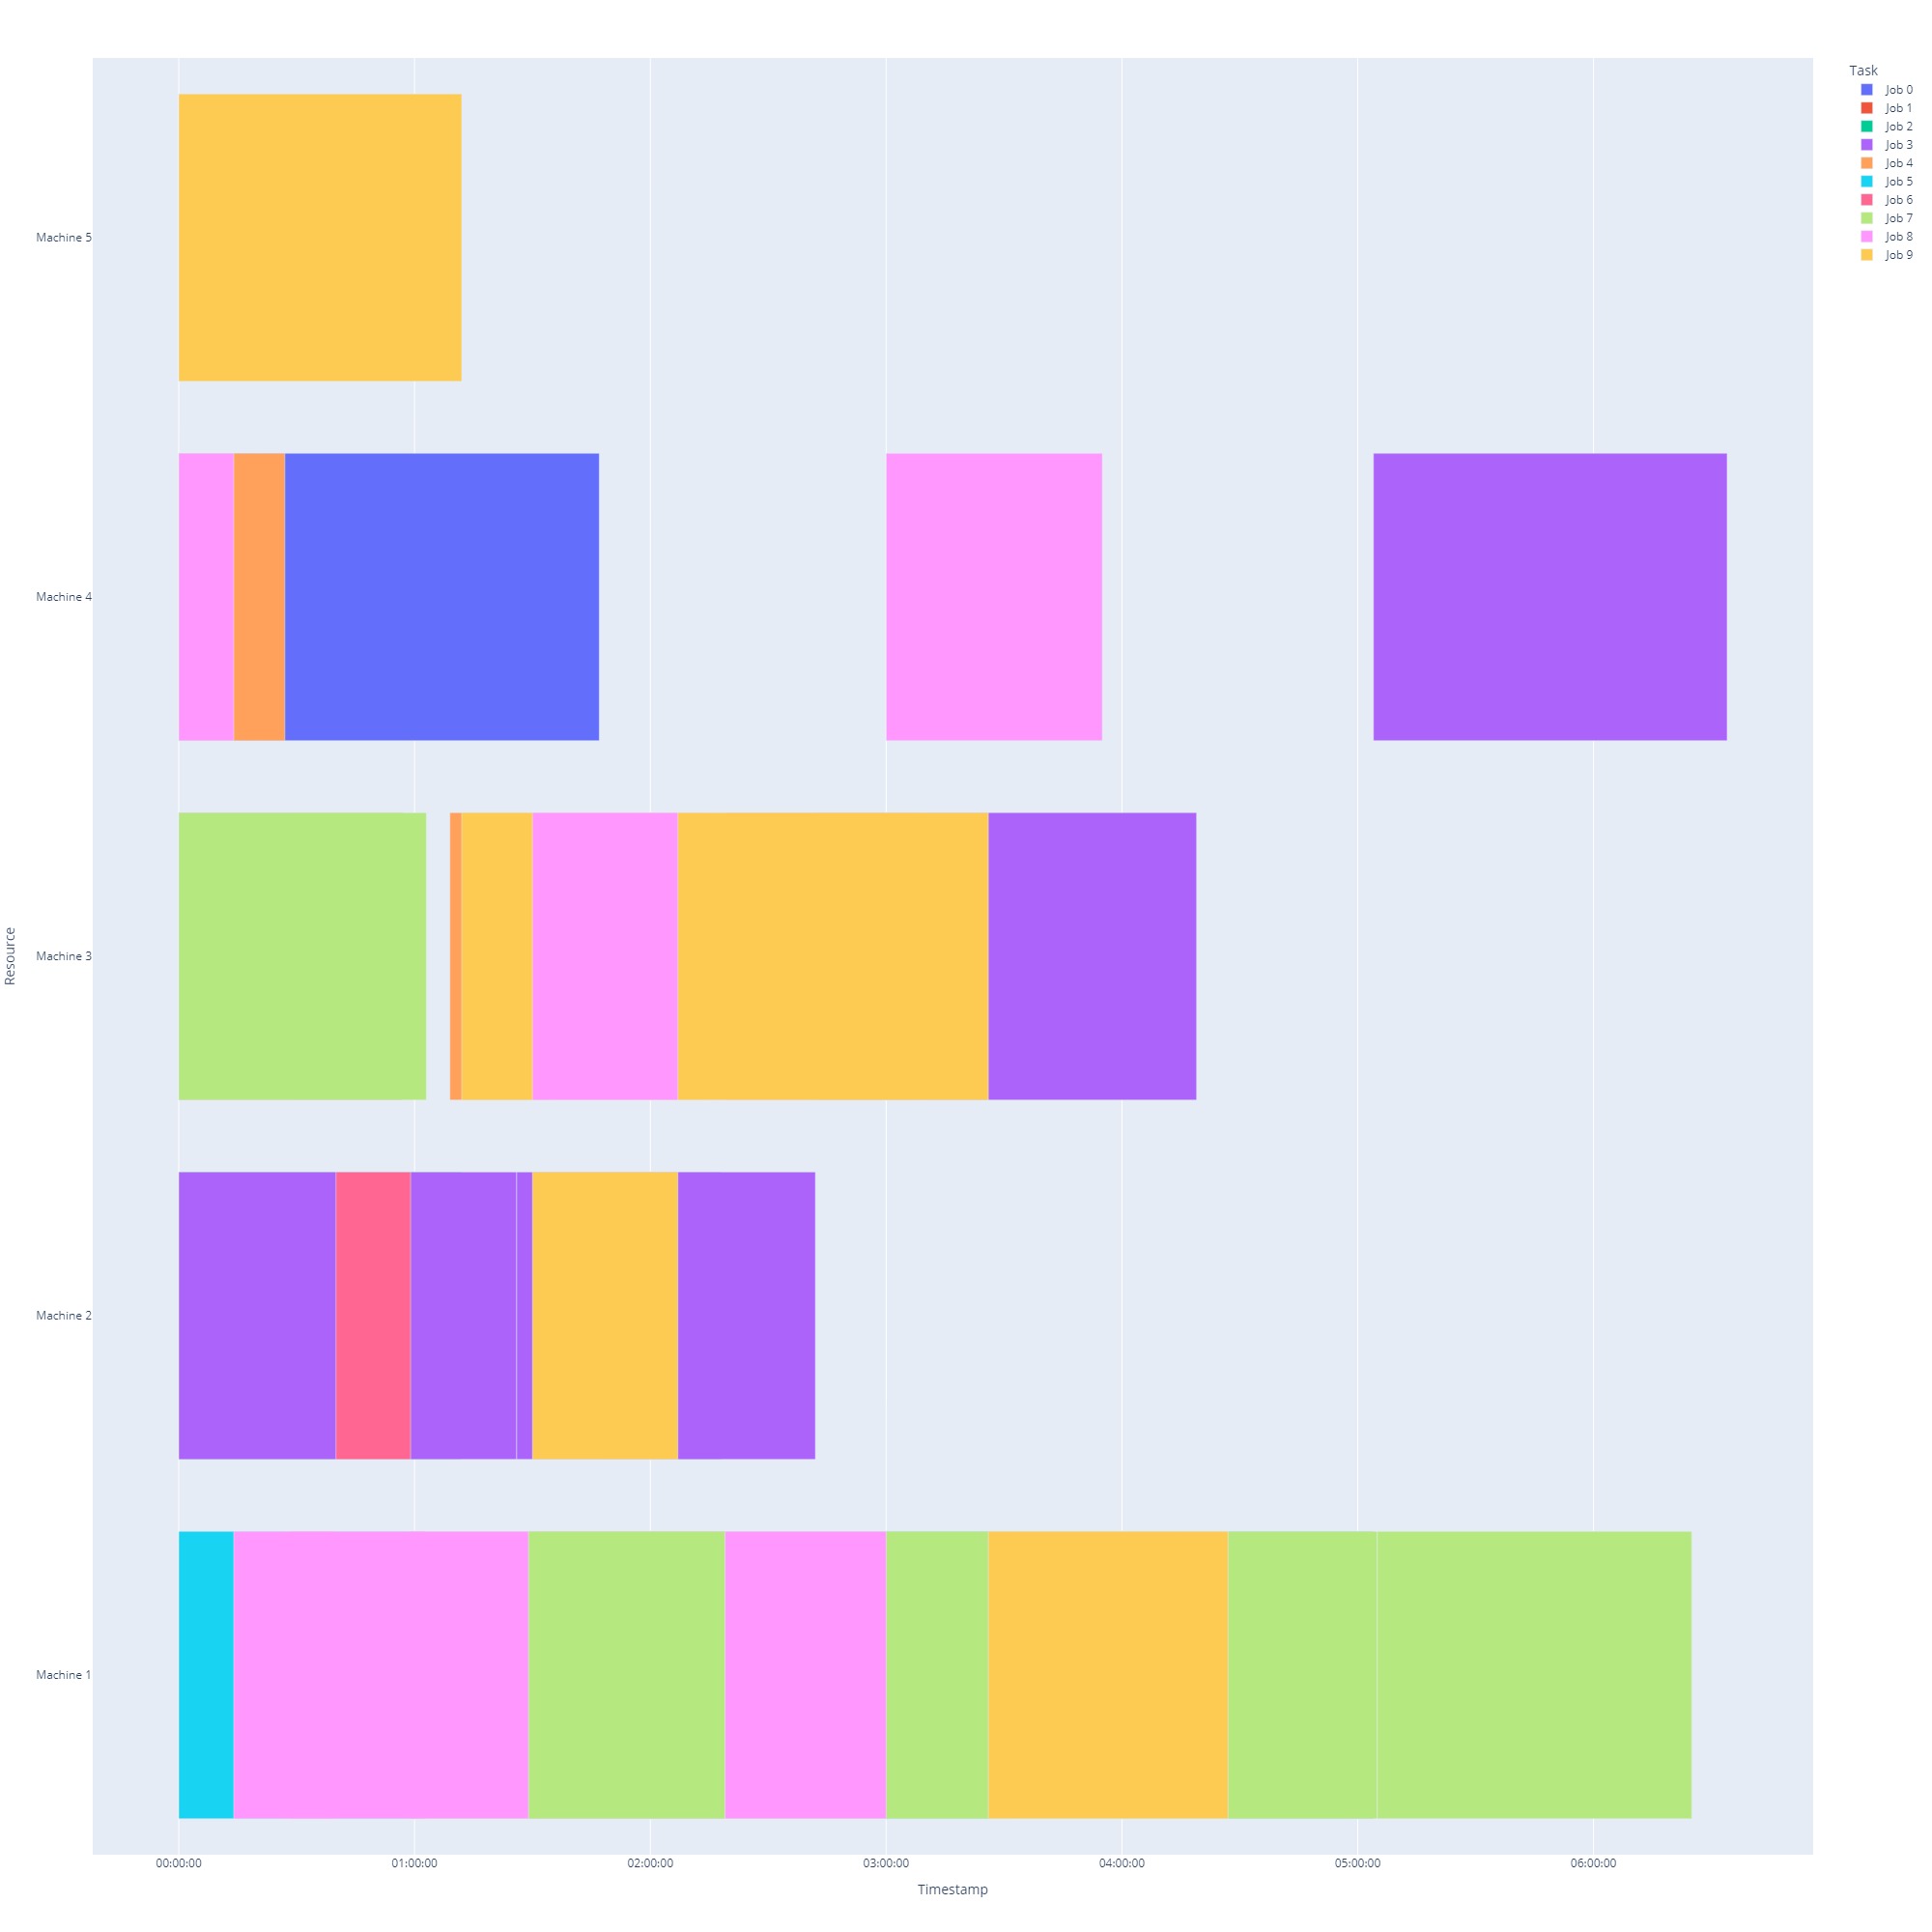 Task
Job 0
Job 1
Job 2
Job 3
Job 4
Job 5
Job 6
Job 7
Job 8
Job 9
Machine 5
Machine 4
Machine 3
Machine 2
Machine 1
Resource
00:00:00 01:00:00 02:00:00 03:00:00 04:00:00 05:00:00 06:00:00
Timestamp